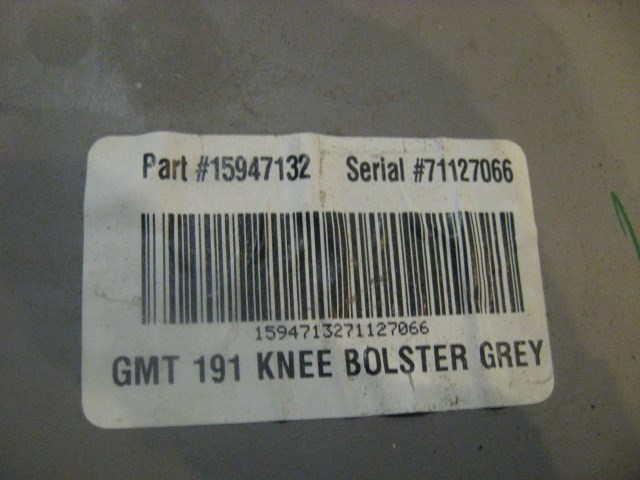 Part #15947132 Serial #71127066
1594713271127066
GMT 191 KNEE BOLSTER GREY